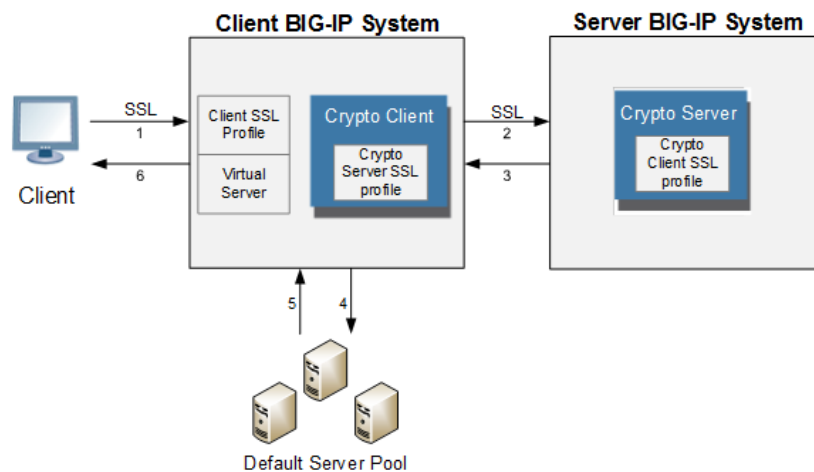 Client BIG-IP System
Server BIG-IP System
SSL
1
6
Client
Client SSL
Profile
Virtual
Server
Crypto Client
Crypto
Server SSL
profile
SSL
2
3
Crypto Server
Crypto
Client SSL
profile
5
4
Default Server Pool